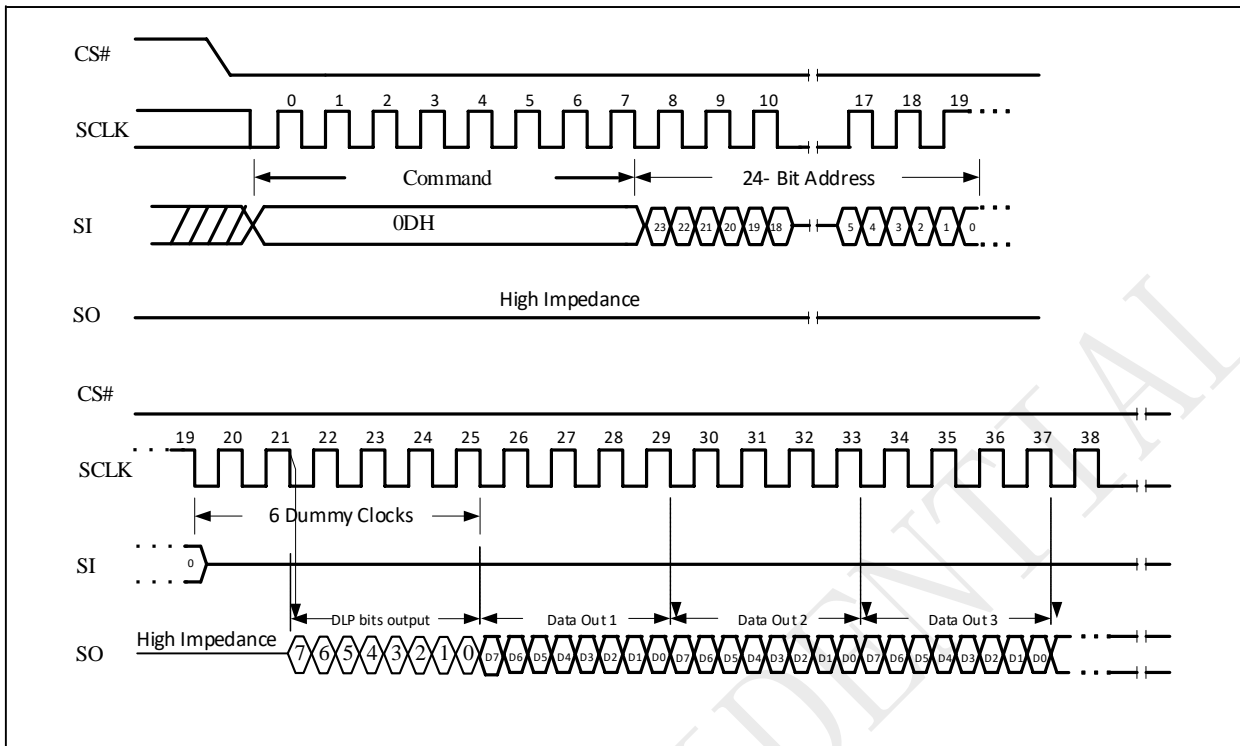 CS#
0 1 2 3 4 5 6 7 8 9 10 17 18 19
SCLK
Command 24- Bit Address
SI 0DH 23 22 21 20 19 18 5 4 3 2 1 0
High Impedance
SO
CS#
19 20 21 22 23 24 25 26 27 28 29 30 31 32 33 34 35 36 37 38
SCLK
6 Dummy Clocks
SI 0
DLP bits output Data Out 1 Data Out 2 Data Out 3
High Impedance
SO 7 6 5 4 3 2 1 0 D7 D6 D5 D4 D3 D2 D1 D0 D7 D6 D5 D4 D3 D2 D1 D0 D7 D6 D5 D4 D3 D2 D1 D0